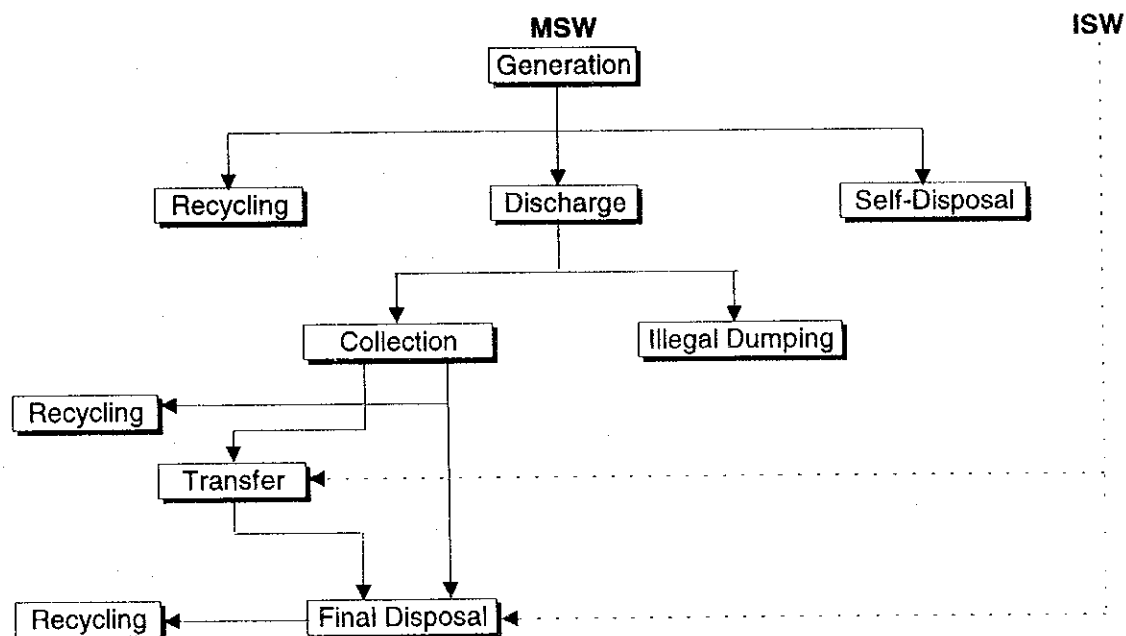 MSW
ISW
Generation
Recycling
Discharge
Self-Disposal
Collection
Illegal Dumping
Recycling
Transfer
Recycling
Final Disposal